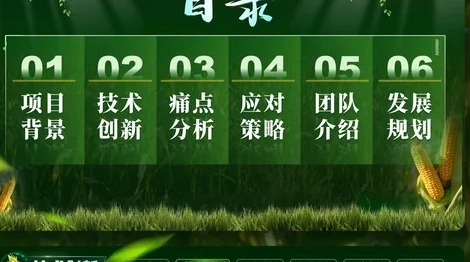 目录
01 02 03 04 05 06
项目 技术 痛点 应对 团队 发展
背景 创新 分析 策略 介绍 规划